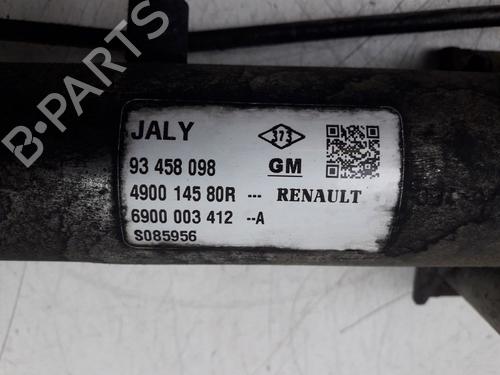 B-PARTS
JALY
373
93 458 098 GM
4900 145 80R --- RENAULT
6900 003 412 --A
S085956